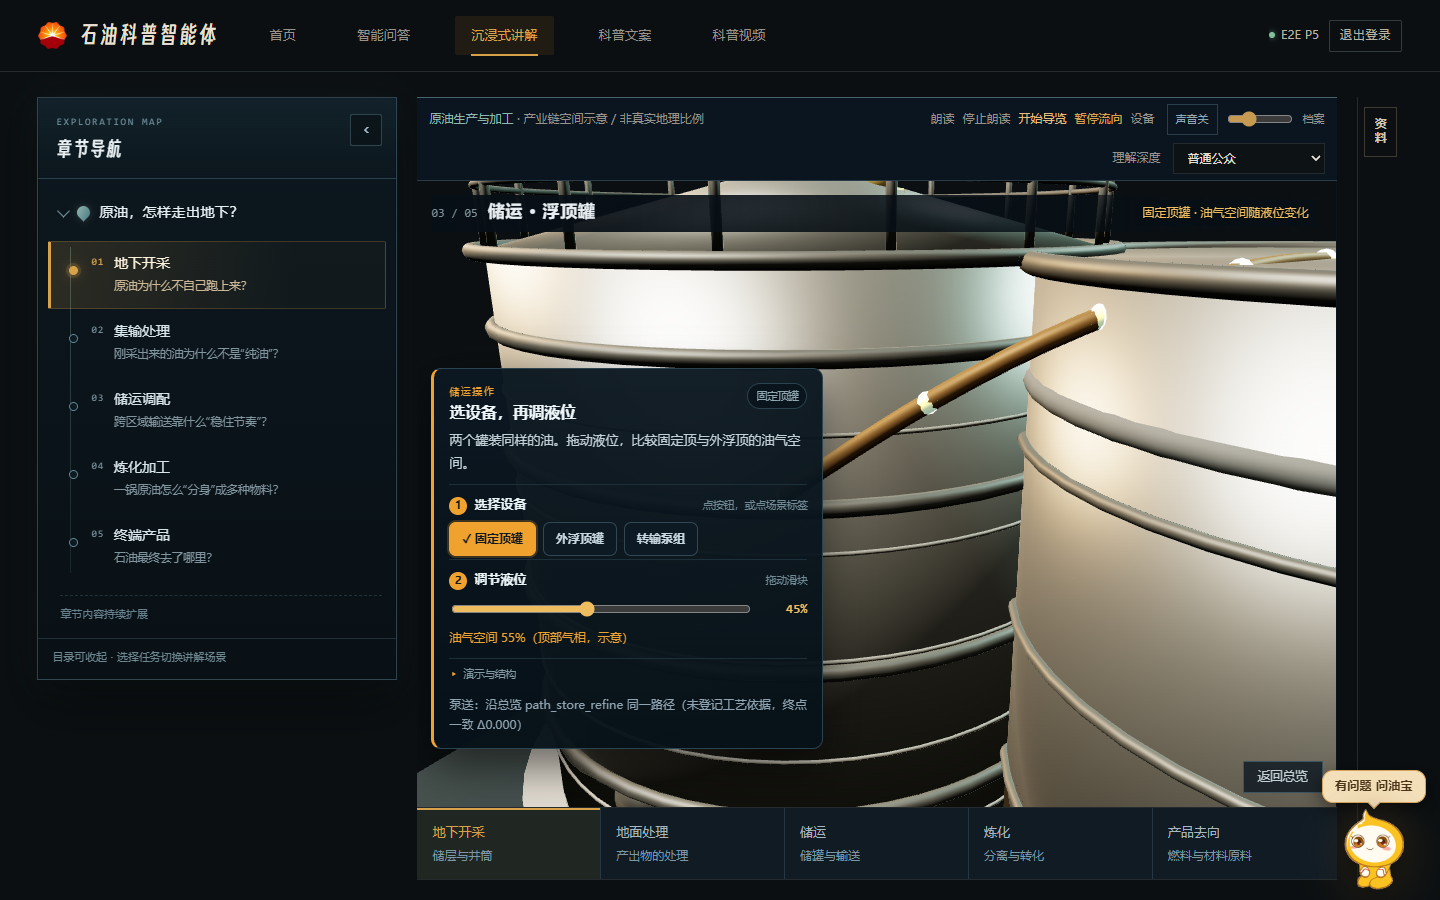 石油科普智能体
首页
智能问答
沉浸式讲解
科普文案
科普视频
E2E P5
退出登录
EXPLORATION MAP
章节导航
‹
原油，怎样走出地下？
01 地下开采
原油为什么不自己跑上来？
02 集输处理
刚采出来的油为什么不是“纯油”？
03 储运调配
跨区域输送靠什么“稳住节奏”？
04 炼化加工
一锅原油怎么“分身”成多种物料？
05 终端产品
石油最终去了哪里？
章节内容持续扩展
目录可收起 · 选择任务切换讲解场景
原油生产与加工 · 产业链空间示意 / 非真实地理比例
朗读 停止朗读 开始导览 暂停流向 设备 声音关 档案
理解深度 普通公众
03 / 05 储运 • 浮顶罐
固定顶罐 · 油气空间随液位变化
储运操作
固定顶罐
选设备，再调液位
两个罐装同样的油。拖动液位，比较固定顶与外浮顶的油气空
间。
1 选择设备
点按钮，或点场景标签
✓ 固定顶罐
外浮顶罐
转输泵组
2 调节液位
拖动滑块
45%
油气空间 55%（顶部气相，示意）
▸ 演示与结构
泵送：沿总览 path_store_refine 同一路径（未登记工艺依据，终点
一致 Δ0.000）
返回总览
地下开采
储层与井筒
地面处理
产出物的处理
储运
储罐与输送
炼化
分离与转化
产品去向
燃料与材料原料
资料
有问题 问油宝